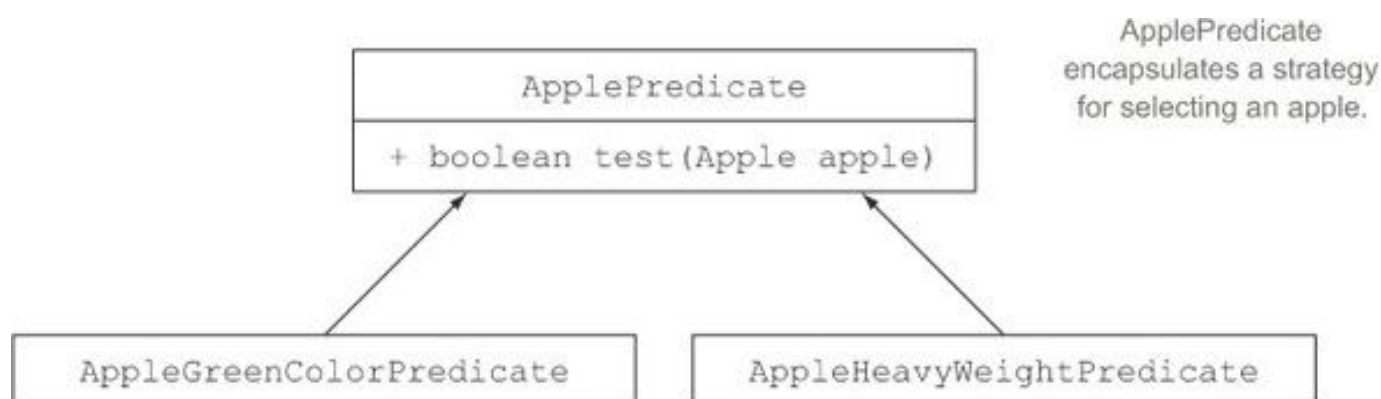 ApplePredicate
encapsulates a strategy
for selecting an apple.
ApplePredicate
+ boolean test(Apple apple)
AppleGreenColorPredicate
AppleHeavyWeightPredicate